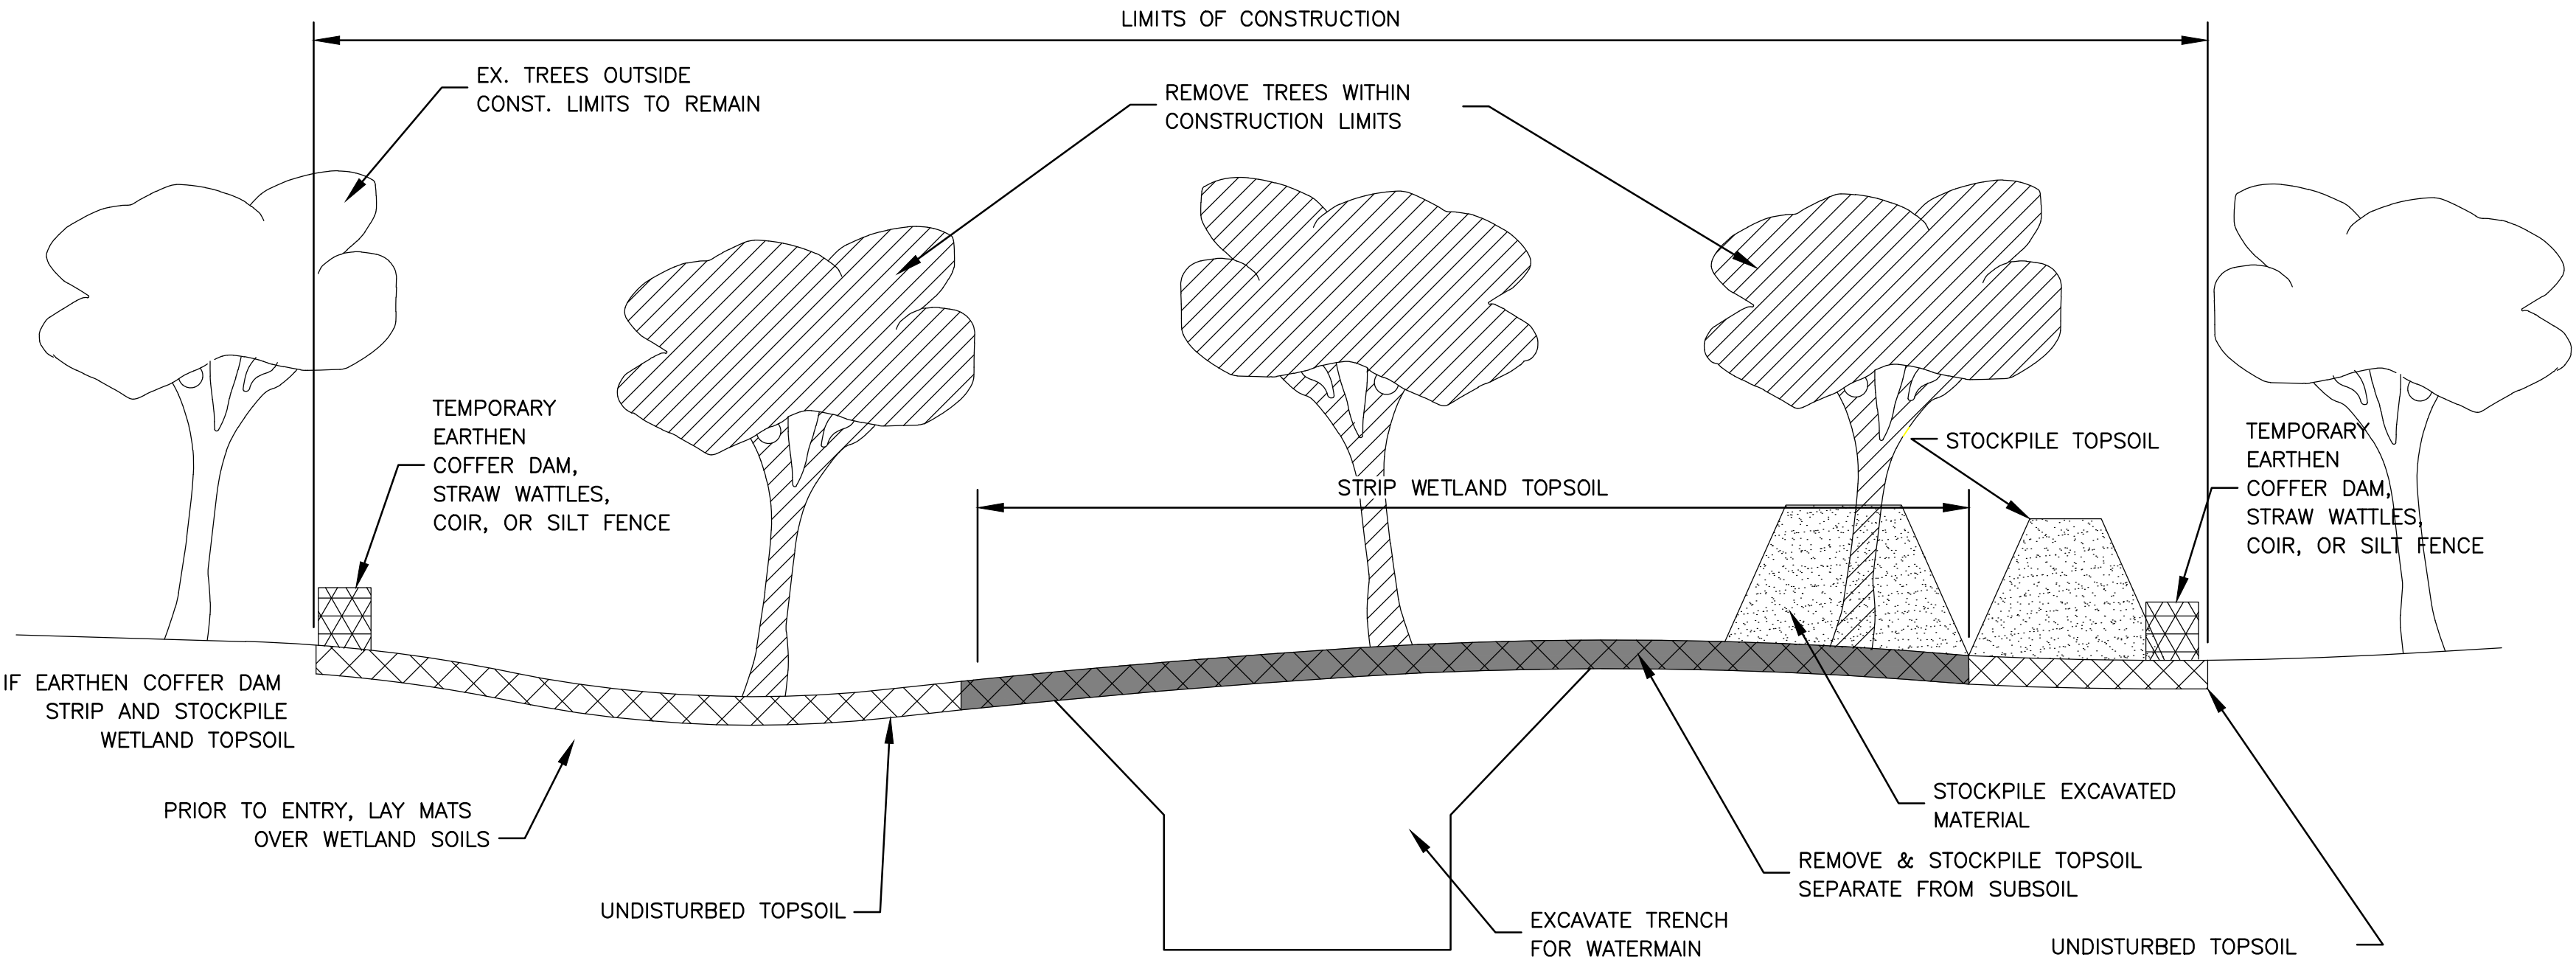 LIMITS OF CONSTRUCTION
EX. TREES OUTSIDE
CONST. LIMITS TO REMAIN
REMOVE TREES WITHIN
CONSTRUCTION LIMITS
TEMPORARY
EARTHEN
COFFER DAM,
STRAW WATTLES,
COIR, OR SILT FENCE
STOCKPILE TOPSOIL
TEMPORARY
EARTHEN
COFFER DAM,
STRAW WATTLES,
COIR, OR SILT FENCE
STRIP WETLAND TOPSOIL
IF EARTHEN COFFER DAM
STRIP AND STOCKPILE
WETLAND TOPSOIL
PRIOR TO ENTRY, LAY MATS
OVER WETLAND SOILS
STOCKPILE EXCAVATED
MATERIAL
REMOVE & STOCKPILE TOPSOIL
SEPARATE FROM SUBSOIL
UNDISTURBED TOPSOIL
EXCAVATE TRENCH
FOR WATERMAIN
UNDISTURBED TOPSOIL